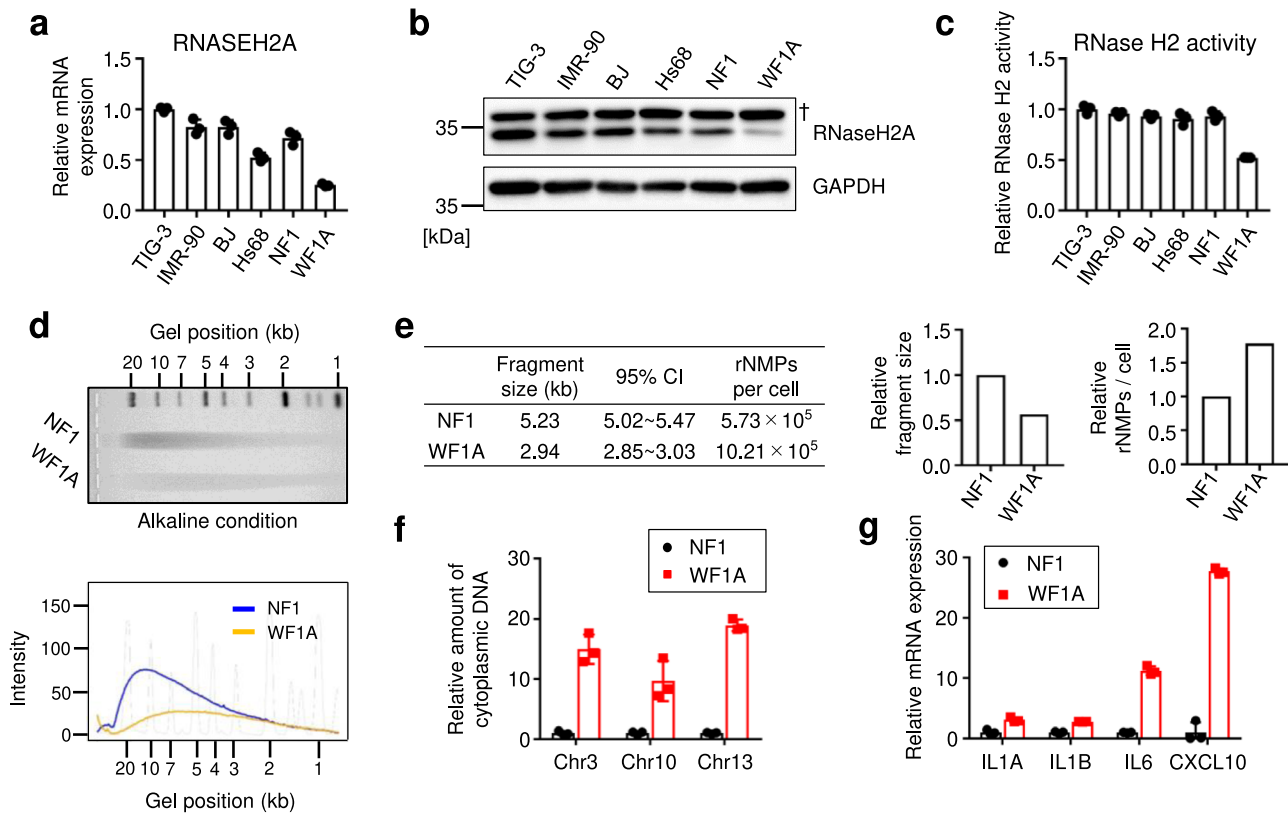 a
RNASEH2A
Relative mRNA
expression
1.5
1.0
0.5
0.0
TIG-3
IMR-90
BJ
Hs68
NF1
WF1A
b
TIG-3
IMR-90
BJ
Hs68
NF1
WF1A
†
35
RNaseH2A
GAPDH
35
[kDa]
c
RNase H2 activity
Relative RNase H2 activity
1.5
1.0
0.5
0.0
TIG-3
IMR-90
BJ
Hs68
NF1
WF1A
d
Gel position (kb)
20 10 7 5 4 3 2 1
NF1
WF1A
Alkaline condition
Intensity
150
100
50
0
NF1
WF1A
20 10 7 5 4 3 2 1
Gel position (kb)
e
Fragment size (kb) 95% CI rNMPs per cell
NF1 5.23 5.02~5.47 5.73 × 10⁵
WF1A 2.94 2.85~3.03 10.21 × 10⁵
Relative
fragment size
1.5
1.0
0.5
0.0
NF1
WF1A
Relative
rNMPs / cell
2.0
1.5
1.0
0.5
0.0
NF1
WF1A
f
Relative amount of
cytoplasmic DNA
30
20
10
0
NF1
WF1A
Chr3 Chr10 Chr13
g
Relative mRNA expression
30
20
10
0
NF1
WF1A
IL1A IL1B IL6 CXCL10